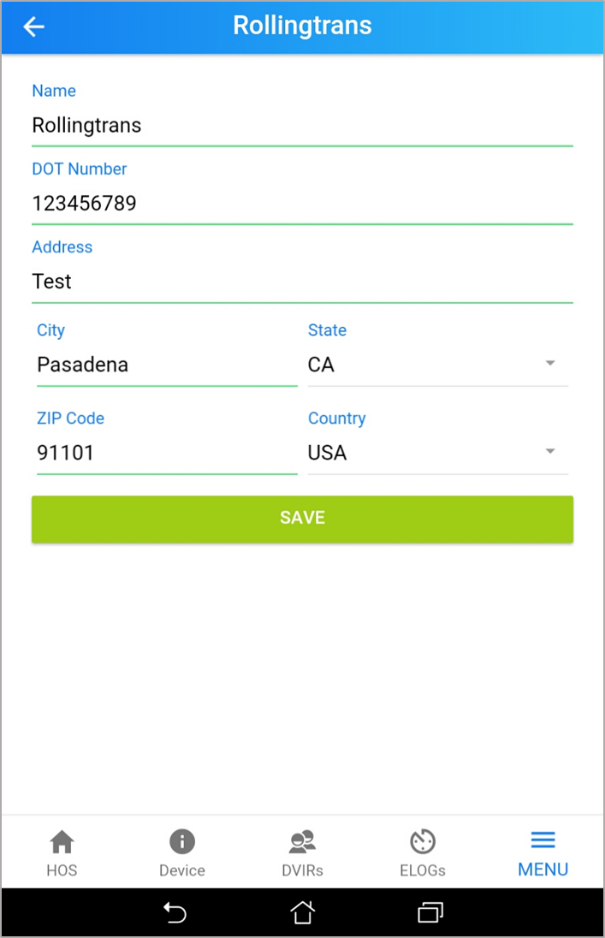 Rollingtrans
Name
Rollingtrans
DOT Number
123456789
Address
Test
City State
Pasadena CA
ZIP Code Country
91101 USA
SAVE
HOS Device DVIRs ELOGs MENU